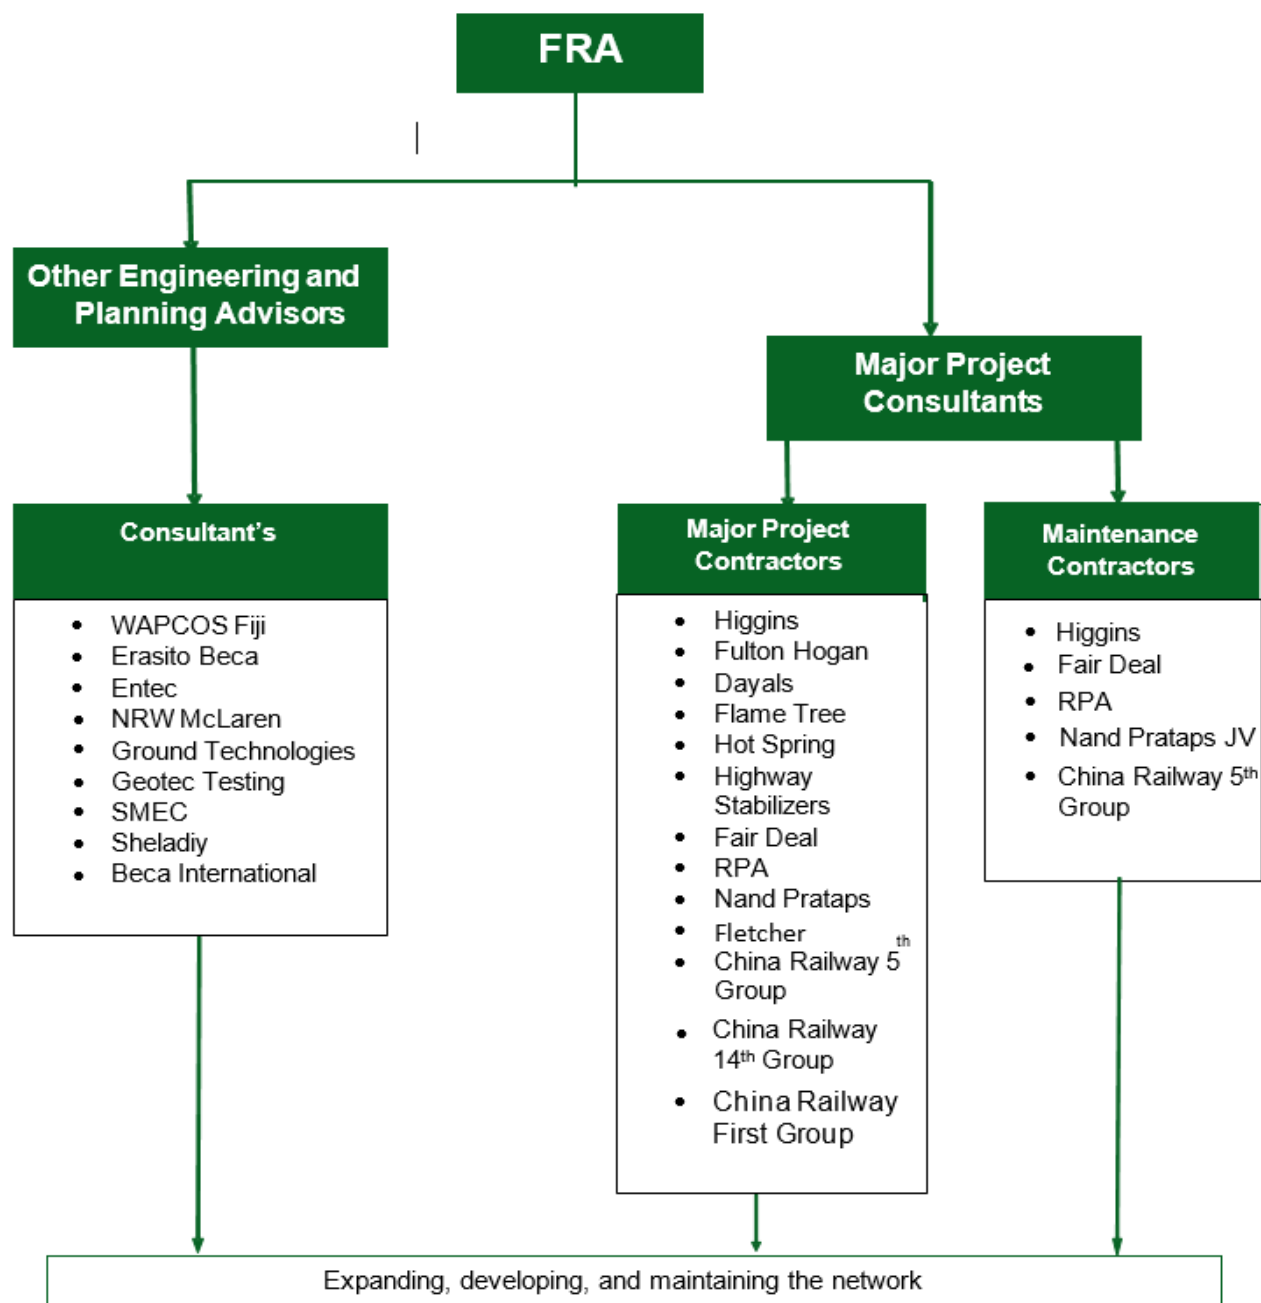 FRA
Other Engineering and
Planning Advisors
Major Project
Consultants
Consultant’s
• WAPCOS Fiji
• Erasito Beca
• Entec
• NRW McLaren
• Ground Technologies
• Geotec Testing
• SMEC
• Sheladiy
• Beca International
Major Project
Contractors
• Higgins
• Fulton Hogan
• Dayals
• Flame Tree
• Hot Spring
• Highway
Stabilizers
• Fair Deal
• RPA
• Nand Prataps
• Fletcher
• China Railway 5th
Group
• China Railway
14th Group
• China Railway
First Group
Maintenance
Contractors
• Higgins
• Fair Deal
• RPA
• Nand Prataps JV
• China Railway 5th
Group
Expanding, developing, and maintaining the network